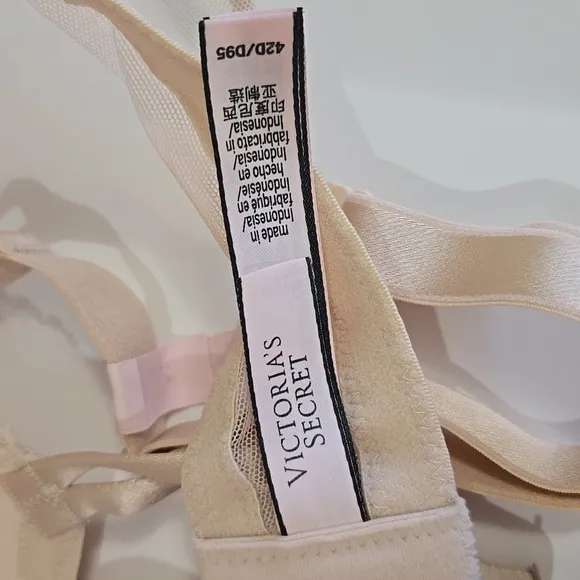 VICTORIA'S
SECRET
made in
Indonesia/
fabriqué en
Indonésie/
hecho en
Indonesia/
fabbricato in
Indonesia/
印度尼西
亚制造
42D/D95